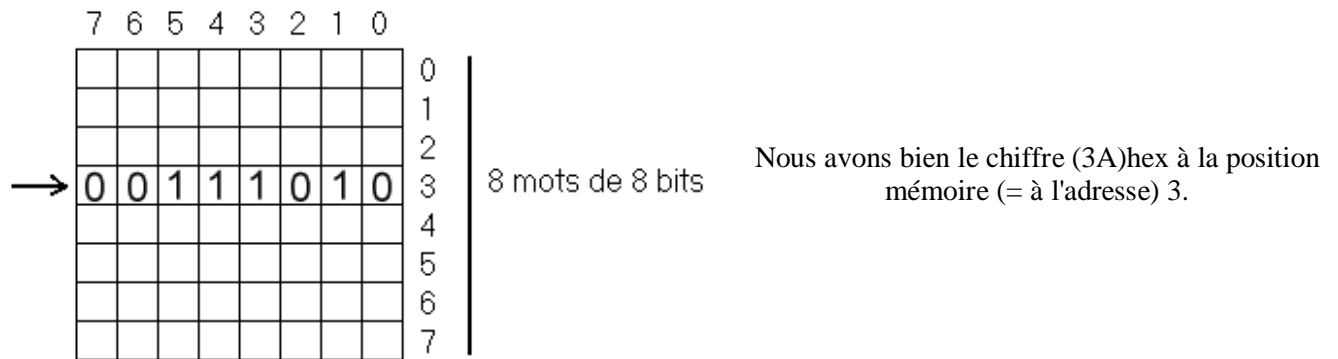 7 6 5 4 3 2 1 0
0
1
2
0 0 1 1 1 0 1 0 3
4
5
6
7
8 mots de 8 bits
Nous avons bien le chiffre (3A)hex à la position
mémoire (= à l'adresse) 3.